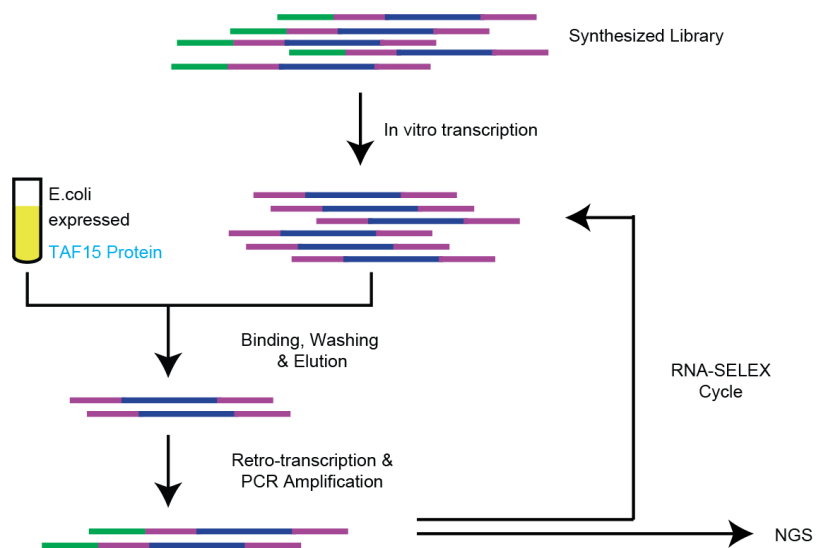 Synthesized Library
In vitro transcription
E.coli
expressed
TAF15 Protein
Binding, Washing
& Elution
RNA-SELEX
Cycle
Retro-transcription &
PCR Amplification
NGS